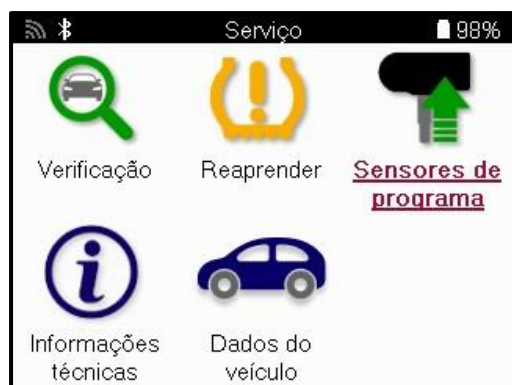 Serviço 98%
Verificação Reaprender Sensores de
programa
Informações Dados do
técnicas veículo